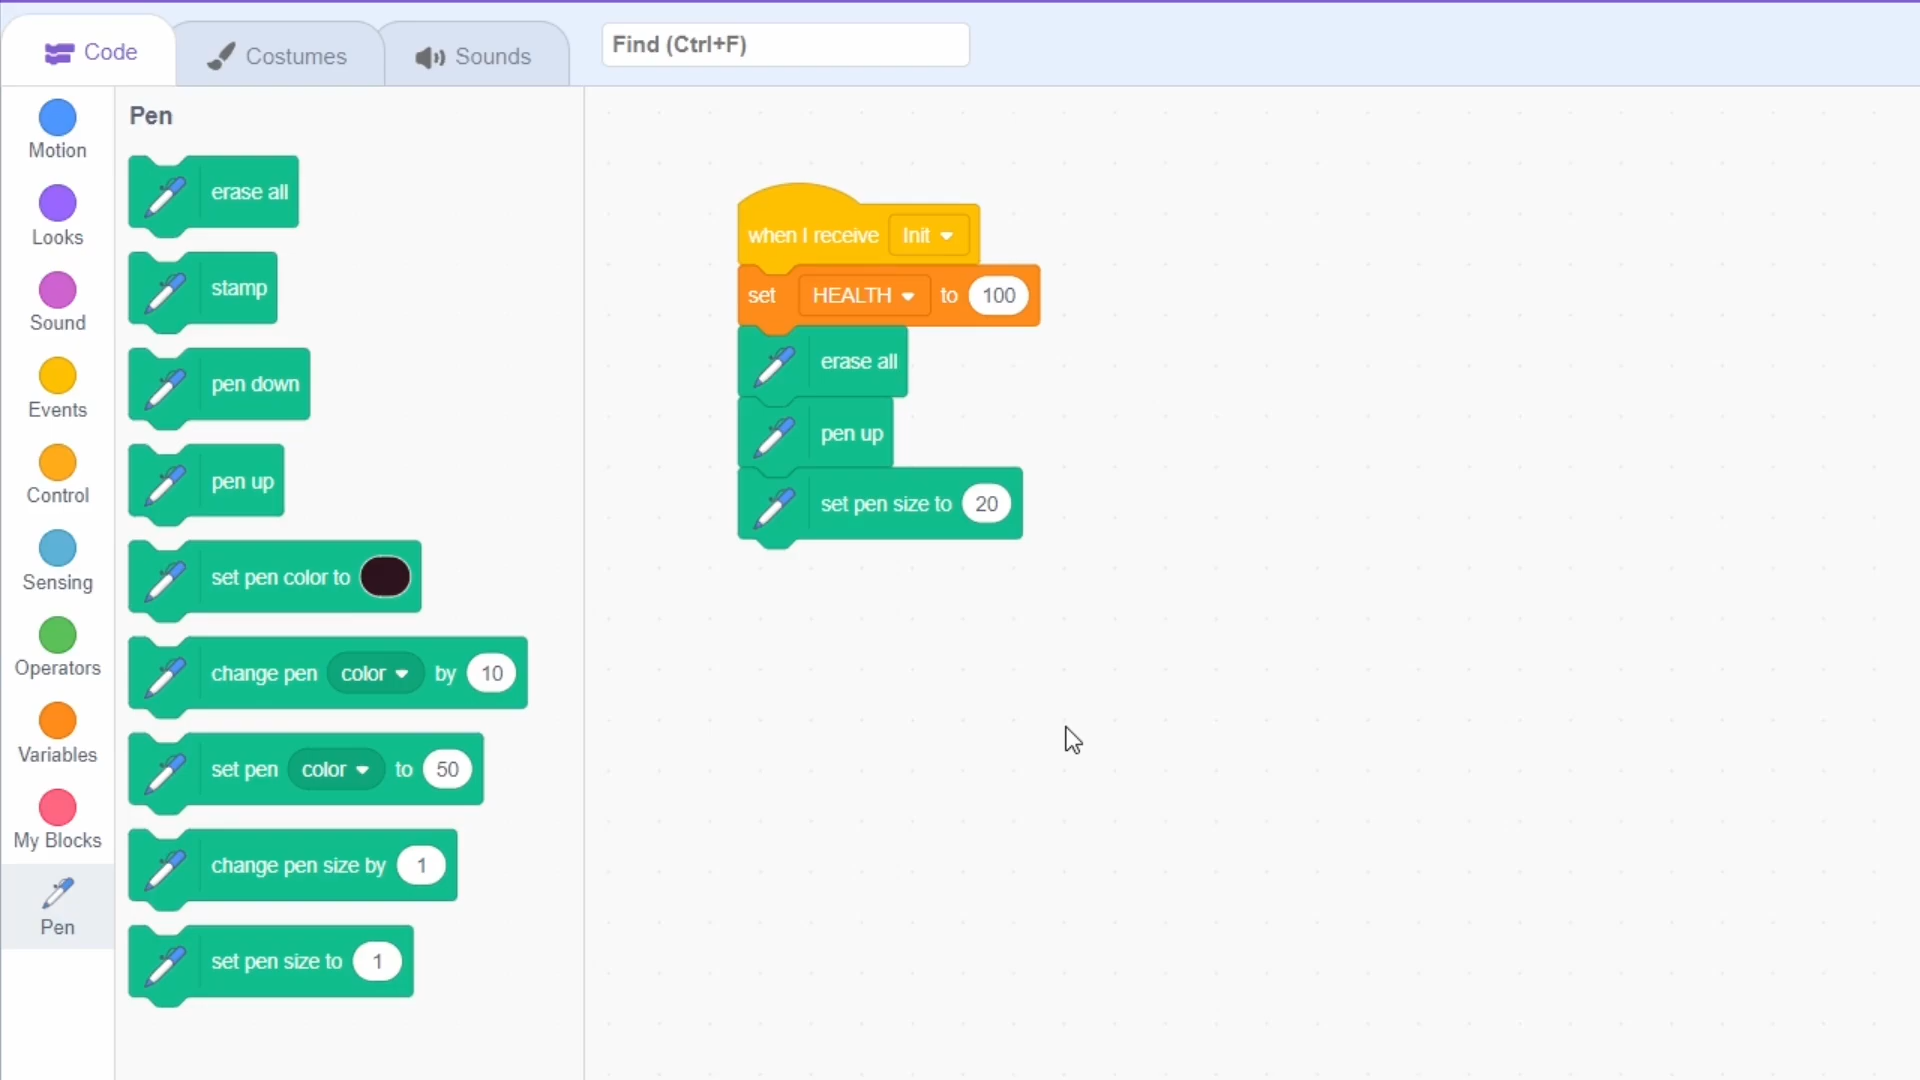 Code
Costumes
Sounds
Find (Ctrl+F)
Motion
Looks
Sound
Events
Control
Sensing
Operators
Variables
My Blocks
Pen
Pen
erase all
stamp
pen down
pen up
set pen color to
change pen color by 10
set pen color to 50
change pen size by 1
set pen size to 1
when I receive Init
set HEALTH to 100
erase all
pen up
set pen size to 20